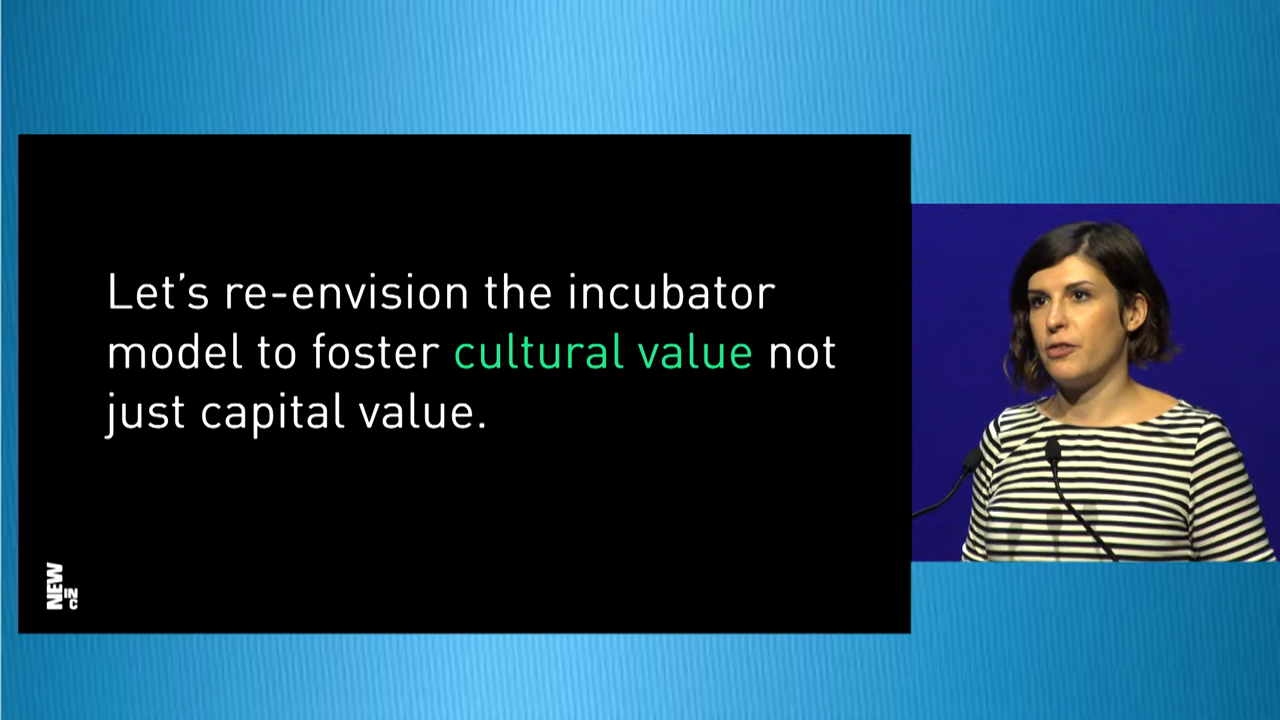 Let's re-envision the incubator
model to foster cultural value not
just capital value.
NEW
INC